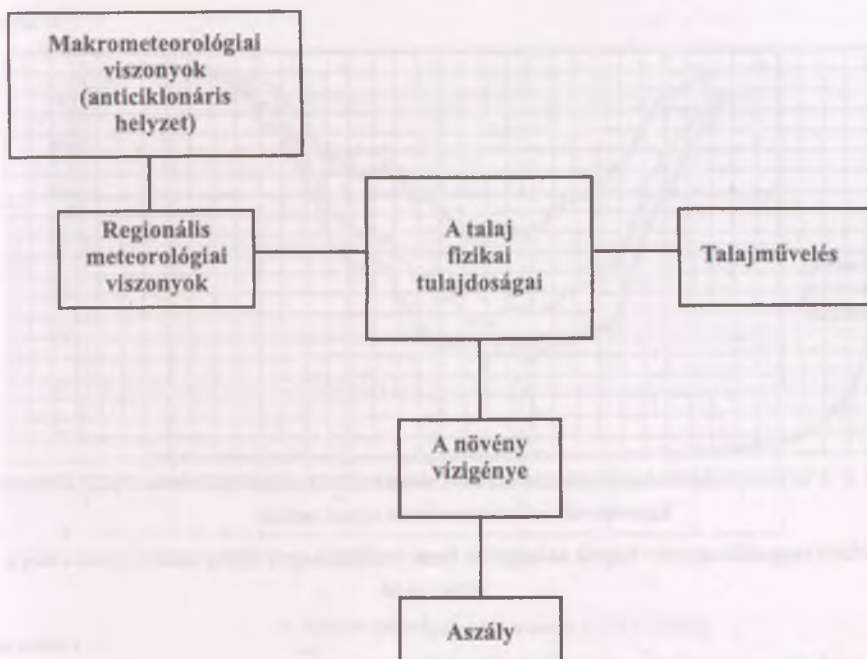 Makrometeorológiai
viszonyok
(anticiklonáris
helyzet)
Regionális
meteorológiai
viszonyok
A talaj
fizikai
tulajdoságai
Talajművelés
A növény
vízigénye
Aszály